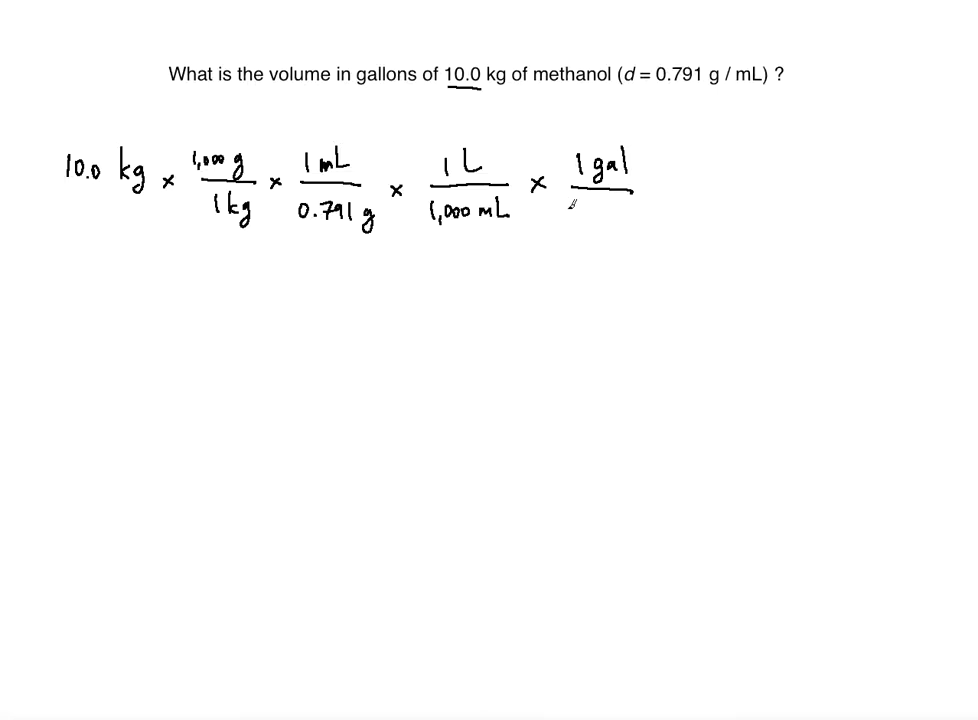 What is the volume in gallons of 10.0 kg of methanol (d = 0.791 g / mL) ?
10.0 kg × 1,000 g / 1 kg × 1 mL / 0.791 g × 1 L / 1,000 mL × 1 gal